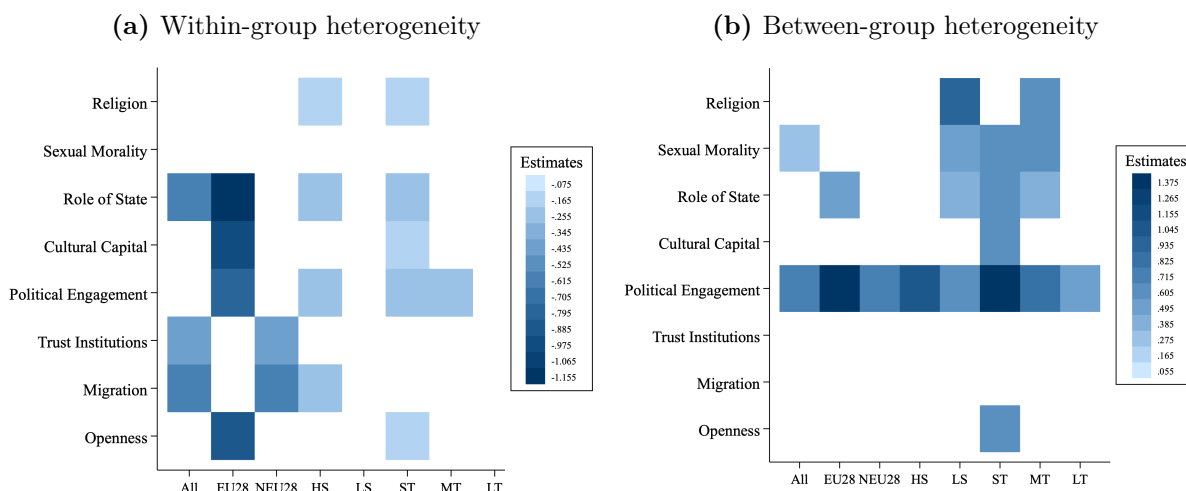 (a) Within-group heterogeneity
Religion
Sexual Morality
Role of State
Cultural Capital
Political Engagement
Trust Institutions
Migration
Openness
All EU28 NEU28 HS LS ST MT LT
Estimates
-.075
-.165
-.255
-.345
-.435
-.525
-.615
-.705
-.795
-.885
-.975
-1.065
-1.155
(b) Between-group heterogeneity
Religion
Sexual Morality
Role of State
Cultural Capital
Political Engagement
Trust Institutions
Migration
Openness
All EU28 NEU28 HS LS ST MT LT
Estimates
1.375
1.265
1.045
.935
.825
.715
.605
.495
.385
.275
.165
.055